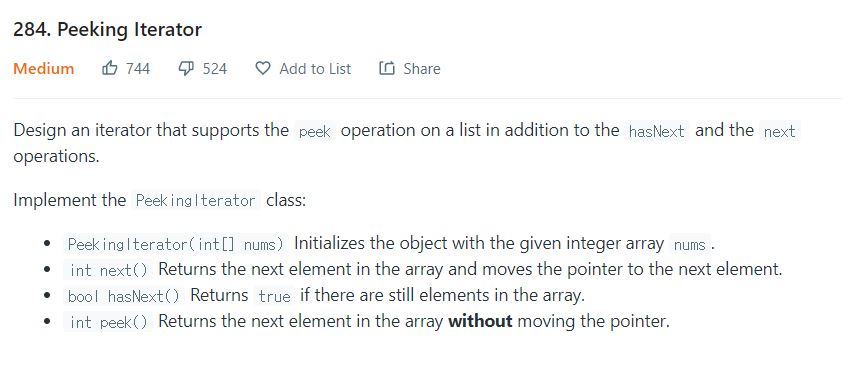 284. Peeking Iterator
Medium 744 524 Add to List Share
Design an iterator that supports the peek operation on a list in addition to the hasNext and the next
operations.
Implement the PeekingIterator class:
• PeekingIterator(int[] nums) Initializes the object with the given integer array nums.
• int next() Returns the next element in the array and moves the pointer to the next element.
• bool hasNext() Returns true if there are still elements in the array.
• int peek() Returns the next element in the array without moving the pointer.